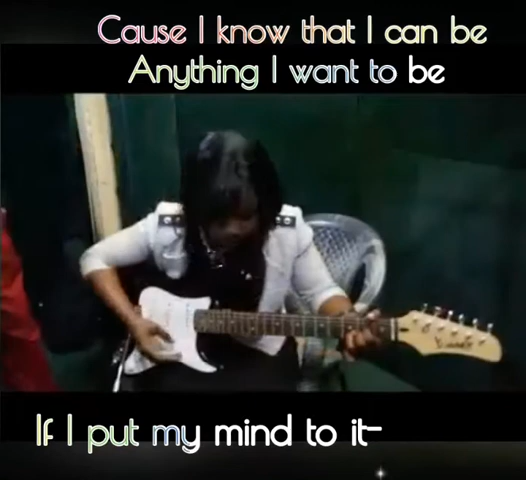 Cause I know that I can be
Anything I want to be
If I put my mind to it-